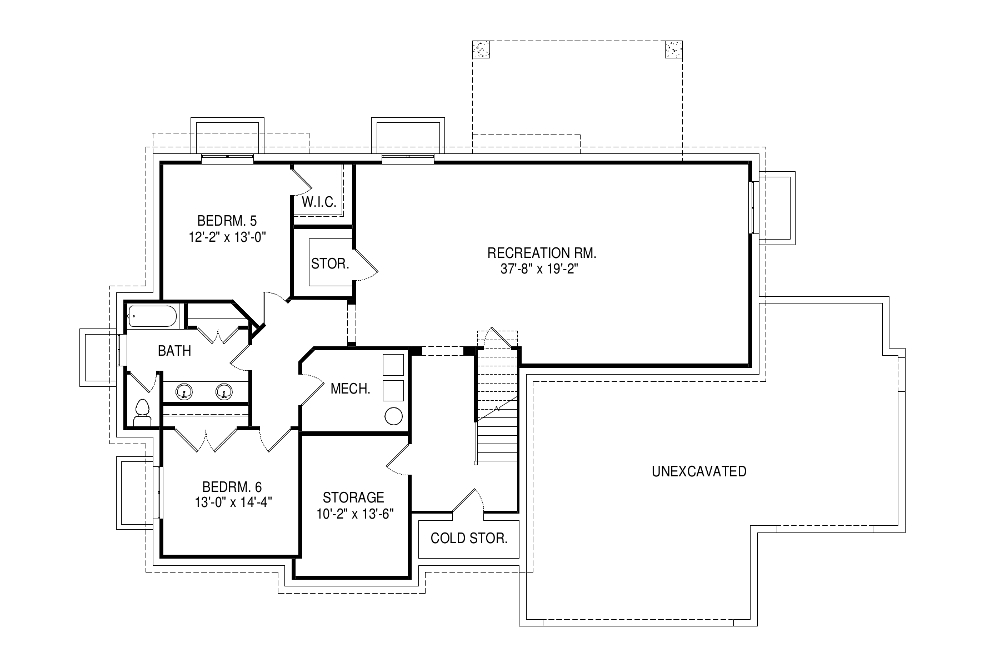 BEDRM. 5
12'-2" x 13'-0"
W.I.C.
STOR.
RECREATION RM.
37'-8" x 19'-2"
BATH
MECH.
BEDRM. 6
13'-0" x 14'-4"
STORAGE
10'-2" x 13'-6"
COLD STOR.
UNEXCAVATED